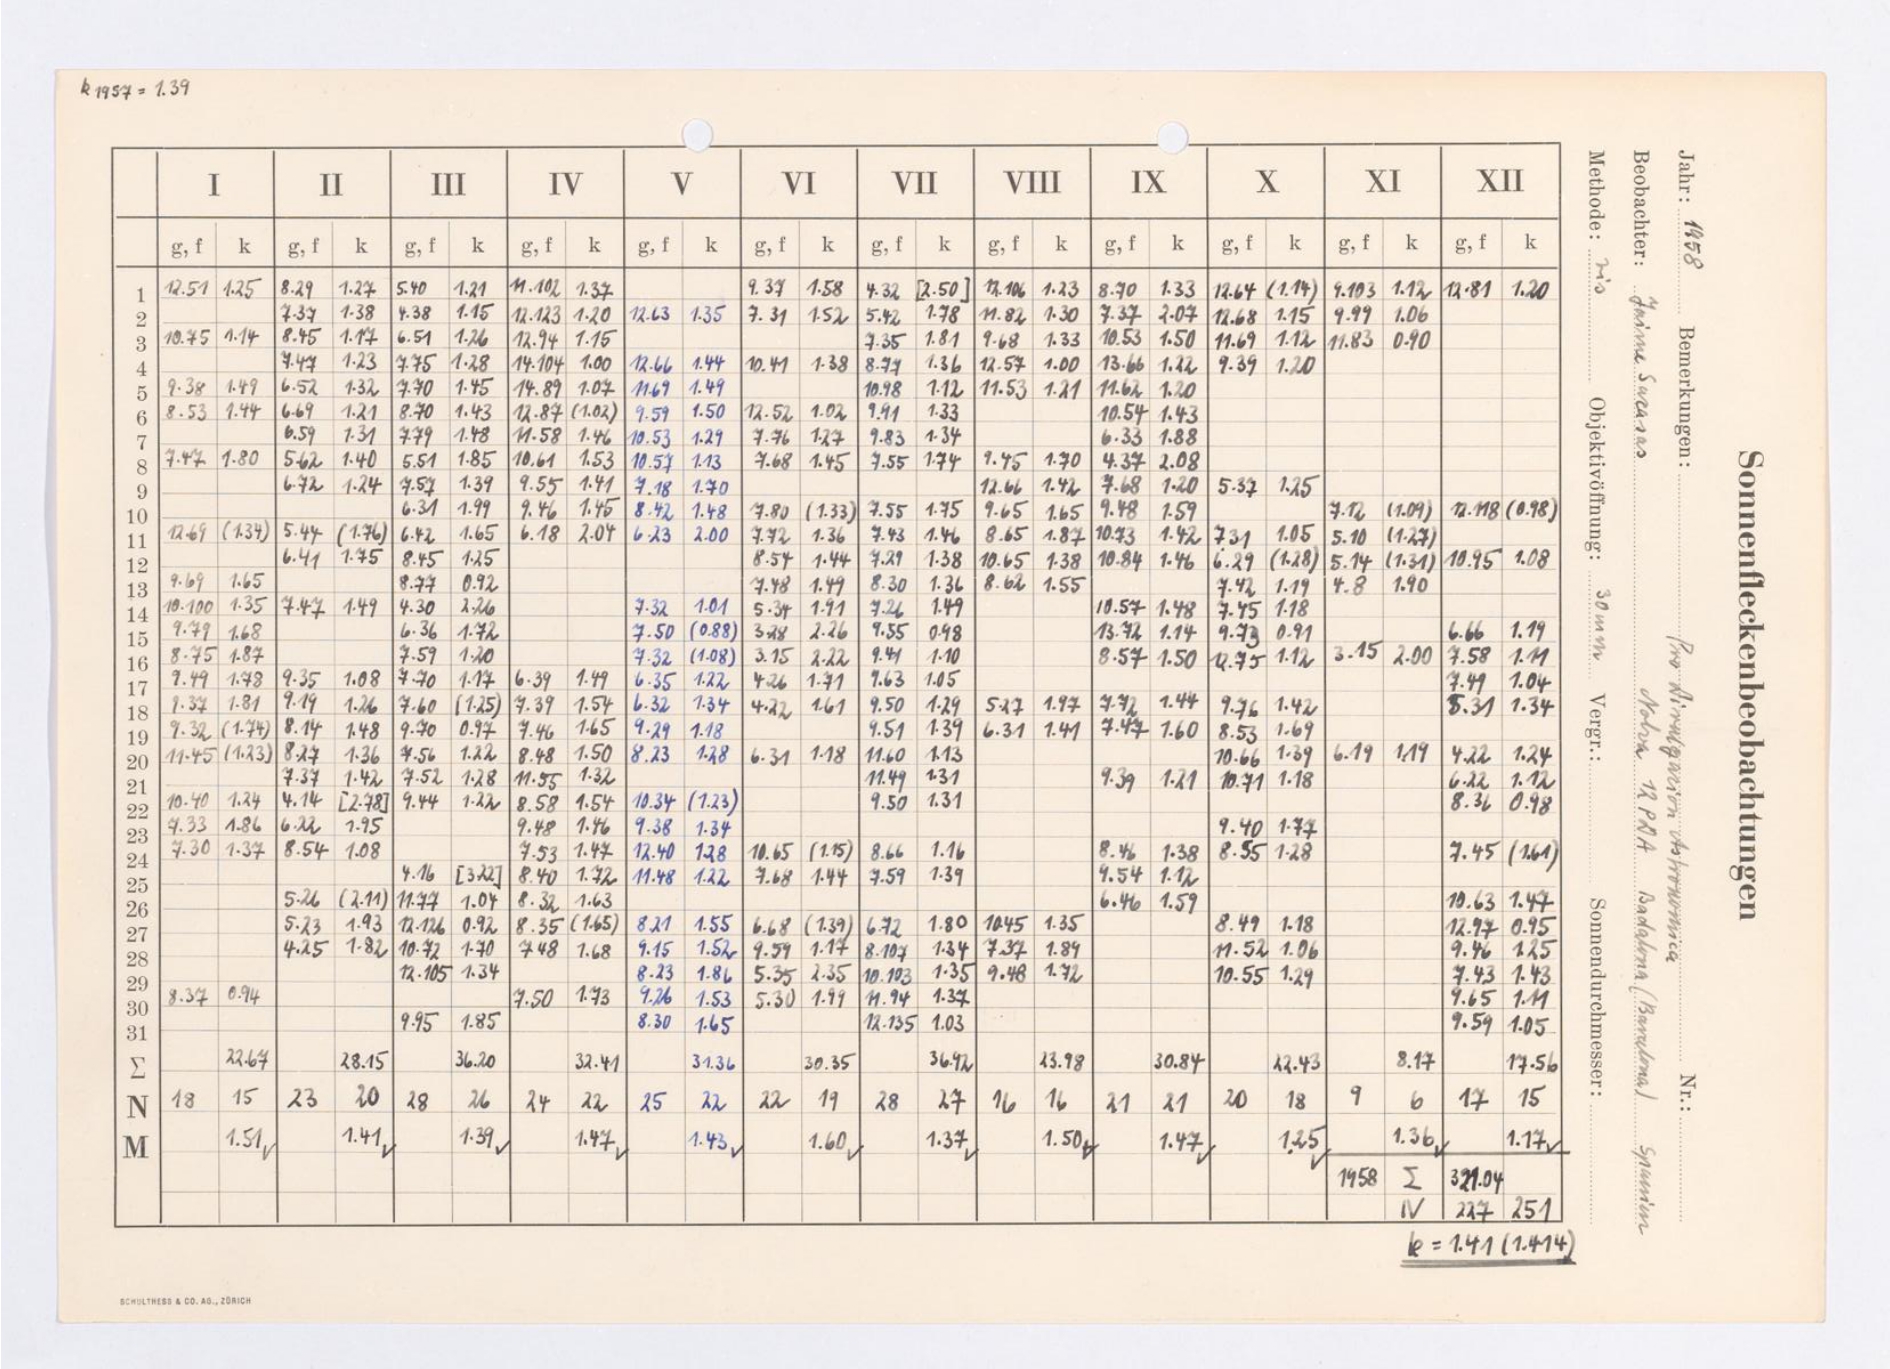 k 1957 = 1.39
Sonnenfleckenbeobachtungen
Jahr: 1958 Bemerkungen: Astronomica Nr.:
Beobachter: Jaime Badalona (Barcelona) Spanien
Methode: vis Objektivöffnung: 30 mm Vergr.: Sonnendurchmesser:
I II III IV V VI VII VIII IX X XI XII
g, f k g, f k g, f k g, f k g, f k g, f k g, f k g, f k g, f k g, f k g, f k g, f k
1 12.51 1.25 8.29 1.27 5.40 1.21 11.102 1.37 9.37 1.58 4.32 [2.50] 12.106 1.23 8.70 1.33 12.64 (1.14) 9.103 1.12 12.81 1.20
2 7.37 1.38 4.38 1.15 12.123 1.20 12.63 1.35 7.31 1.52 5.42 1.78 11.82 1.30 7.37 2.07 12.68 1.15 9.99 1.06
3 10.75 1.14 8.45 1.17 6.51 1.26 12.94 1.15 7.35 1.81 9.68 1.33 10.53 1.50 11.69 1.12 11.83 0.90
4 7.47 1.23 7.75 1.28 14.104 1.00 12.66 1.44 10.41 1.38 8.79 1.36 12.57 1.00 13.66 1.22 9.39 1.20
5 9.38 1.49 6.52 1.32 7.70 1.45 14.89 1.07 11.69 1.49 10.98 1.12 11.53 1.21 11.62 1.20
6 8.53 1.44 6.69 1.21 8.70 1.43 12.87 (1.02) 9.59 1.50 12.52 1.02 9.91 1.33 10.54 1.43
7 6.59 1.31 7.79 1.48 11.58 1.46 10.53 1.29 7.76 1.27 9.83 1.34 6.33 1.88
8 7.47 1.80 5.62 1.40 5.51 1.85 10.61 1.53 10.57 1.13 7.68 1.45 7.55 1.74 9.45 1.70 4.37 2.08
9 6.72 1.24 7.57 1.39 9.55 1.41 7.18 1.70 12.66 1.42 7.68 1.20 5.37 1.25
10 6.31 1.99 9.46 1.45 8.42 1.48 7.80 (1.33) 7.55 1.75 9.65 1.65 9.48 1.59 7.12 (1.09) 12.118 (0.98)
11 12.69 (1.34) 5.44 (1.76) 6.42 1.65 6.18 2.04 6.23 2.00 7.72 1.36 7.43 1.46 8.65 1.87 10.73 1.42 7.31 1.05 5.10 (1.27)
12 6.41 1.75 8.45 1.25 8.54 1.44 7.29 1.38 10.65 1.38 10.84 1.46 6.29 (1.28) 5.14 (1.31) 10.95 1.08
13 9.69 1.65 8.77 0.92 7.48 1.49 8.30 1.36 8.62 1.55 7.42 1.19 4.8 1.90
14 10.100 1.35 7.47 1.49 4.30 2.26 7.32 1.01 5.34 1.91 7.26 1.49 10.57 1.48 7.45 1.18
15 9.79 1.68 6.36 1.72 7.50 (0.88) 3.28 2.26 9.55 0.98 13.72 1.14 9.73 0.91 6.66 1.19
16 8.75 1.87 7.59 1.20 7.32 (1.08) 3.15 2.22 9.41 1.10 8.57 1.50 12.75 1.12 3.15 2.00 7.58 1.11
17 9.49 1.78 9.35 1.08 7.70 1.17 6.39 1.49 6.35 1.22 4.26 1.71 9.63 1.05 7.49 1.04
18 8.37 1.81 9.19 1.26 7.60 (1.25) 7.39 1.54 6.32 1.34 4.22 1.61 9.50 1.29 5.27 1.97 7.72 1.44 9.76 1.42 8.31 1.34
19 9.32 (1.74) 8.14 1.48 9.70 0.97 7.46 1.65 9.29 1.18 9.51 1.39 6.31 1.41 7.47 1.60 8.53 1.69
20 11.45 (1.23) 8.27 1.36 7.56 1.22 8.48 1.50 8.23 1.28 6.31 1.18 11.60 1.13 10.66 1.39 6.19 1.19 4.22 1.24
21 7.37 1.42 7.52 1.28 11.55 1.32 11.49 1.31 9.39 1.21 10.71 1.18 6.22 1.12
22 10.40 1.24 4.14 [2.78] 9.44 1.22 8.58 1.54 10.34 (1.23) 9.50 1.31 8.36 0.98
23 7.33 1.86 6.22 1.95 9.48 1.46 9.38 1.34 9.40 1.77
24 7.30 1.37 8.54 1.08 7.53 1.47 12.40 1.28 10.65 (1.15) 8.66 1.16 8.46 1.38 8.55 1.28 7.45 (1.61)
25 4.16 [3.22] 8.40 1.72 11.48 1.22 7.68 1.44 7.59 1.39 9.54 1.12
26 5.26 (2.11) 11.77 1.04 8.32 1.63 6.46 1.59 10.63 1.47
27 5.23 1.93 12.126 0.92 8.35 (1.65) 8.21 1.55 6.68 (1.39) 6.72 1.80 10.45 1.35 8.49 1.18 12.97 0.95
28 4.25 1.82 10.72 1.70 7.48 1.68 9.15 1.52 9.59 1.17 8.107 1.34 7.37 1.89 11.52 1.06 9.46 1.25
29 12.105 1.34 8.23 1.86 5.35 2.35 10.103 1.35 9.48 1.72 10.55 1.29 7.43 1.43
30 8.37 0.94 7.50 1.73 9.26 1.53 5.30 1.99 11.94 1.37 9.65 1.11
31 9.95 1.85 8.30 1.65 12.135 1.03 9.59 1.05
Σ 22.67 28.15 36.20 32.41 31.36 30.35 36.92 23.98 30.84 22.43 8.17 17.56
N 18 15 23 20 28 26 24 22 25 22 22 19 28 27 16 16 21 21 20 18 9 6 17 15
M 1.51 1.41 1.39 1.47 1.43 1.60 1.37 1.50 1.47 1.25 1.36 1.17
1958 Σ 321.04
N 227 251
k = 1.41 (1.414)
SCHULTHESS & CO. AG., ZÜRICH